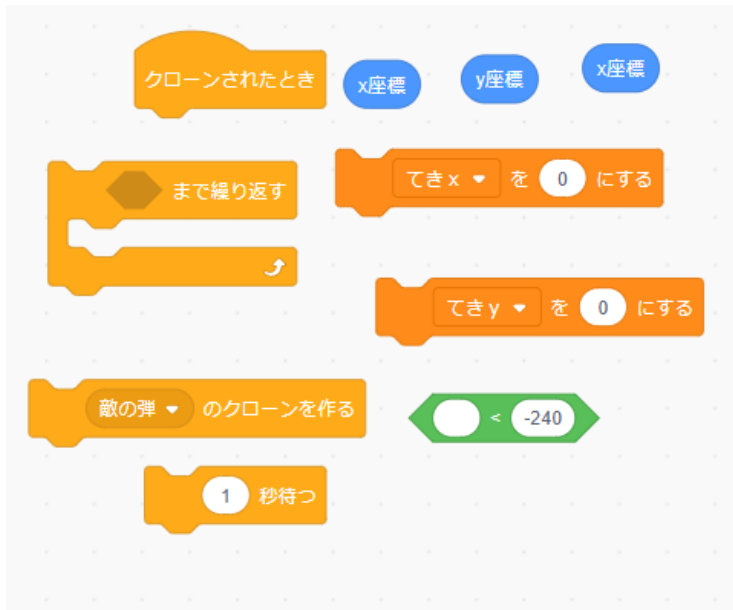 クローンされたとき
x座標
y座標
x座標
まで繰り返す
てきx を 0 にする
てきy を 0 にする
敵の弾 のクローンを作る
< -240
1 秒待つ